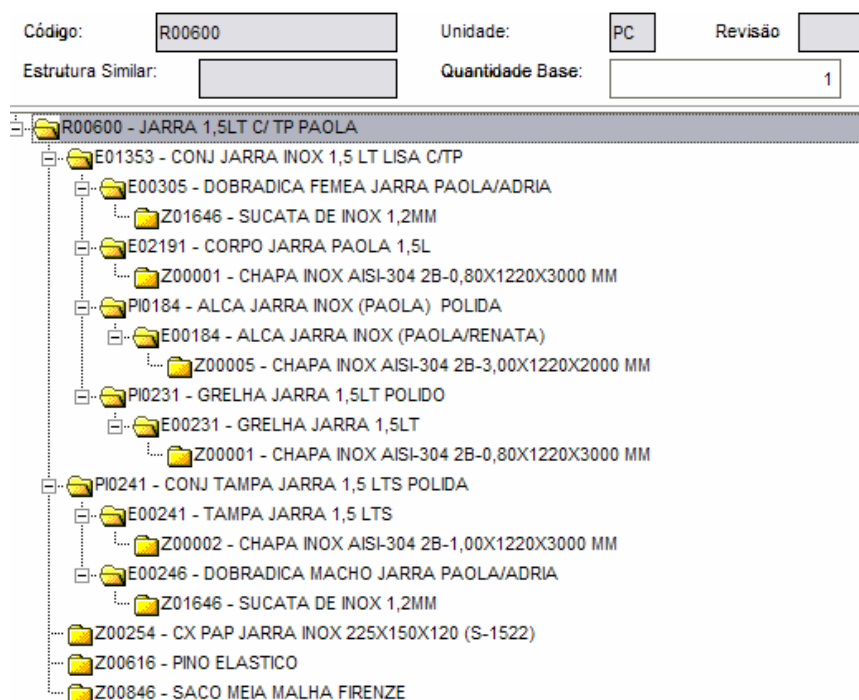 Código: R00600 Unidade: PC Revisão
Estrutura Similar: Quantidade Base: 1
R00600 - JARRA 1,5LT C/ TP PAOLA
E01353 - CONJ JARRA INOX 1,5 LT LISA C/TP
E00305 - DOBRADICA FEMEA JARRA PAOLA/ADRIA
Z01646 - SUCATA DE INOX 1,2MM
E02191 - CORPO JARRA PAOLA 1,5L
Z00001 - CHAPA INOX AISI-304 2B-0,80X1220X3000 MM
PI0184 - ALCA JARRA INOX (PAOLA) POLIDA
E00184 - ALCA JARRA INOX (PAOLA/RENATA)
Z00005 - CHAPA INOX AISI-304 2B-3,00X1220X2000 MM
PI0231 - GRELHA JARRA 1,5LT POLIDO
E00231 - GRELHA JARRA 1,5LT
Z00001 - CHAPA INOX AISI-304 2B-0,80X1220X3000 MM
PI0241 - CONJ TAMPA JARRA 1,5 LTS POLIDA
E00241 - TAMPA JARRA 1,5 LTS
Z00002 - CHAPA INOX AISI-304 2B-1,00X1220X3000 MM
E00246 - DOBRADICA MACHO JARRA PAOLA/ADRIA
Z01646 - SUCATA DE INOX 1,2MM
Z00254 - CX PAP JARRA INOX 225X150X120 (S-1522)
Z00616 - PINO ELASTICO
Z00846 - SACO MEIA MALHA FIRENZE